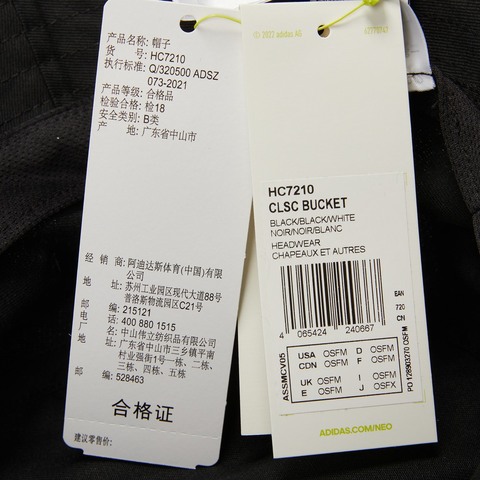 产品名称: 帽子
货 号: HC7210
执行标准: Q/320500 ADSZ
073-2021
产品等级: 合格品
检验合格: 检18
安全类别: B类
产 地: 广东省中山市
经 销 商: 阿迪达斯体育(中国)有限
公司
地 址: 苏州工业园区现代大道88号
普洛斯物流园区C21号
邮 编: 215121
电 话: 400 880 1515
厂 名: 中山伟立纺织品有限公司
地 址: 广东省中山市三乡镇平南
村业强街1号一栋、二栋、
三栋、四栋、五栋
邮 编: 528463
合格证
建议零售价:
© 2022 adidas AG
HC7210
CLSC BUCKET
BLACK/BLACK/WHITE
NOIR/NOIR/BLANC
HEADWEAR
CHAPEAUX ET AUTRES
EAN
720
CN
4 065424 240667
ASSMCV05
USA OSFM D OSFM
CDN OSFM F OSFM
UK OSFM I OSFM
E OSFM J OSFX
PO 12890327 0 OSFM
ADIDAS.COM/NEO